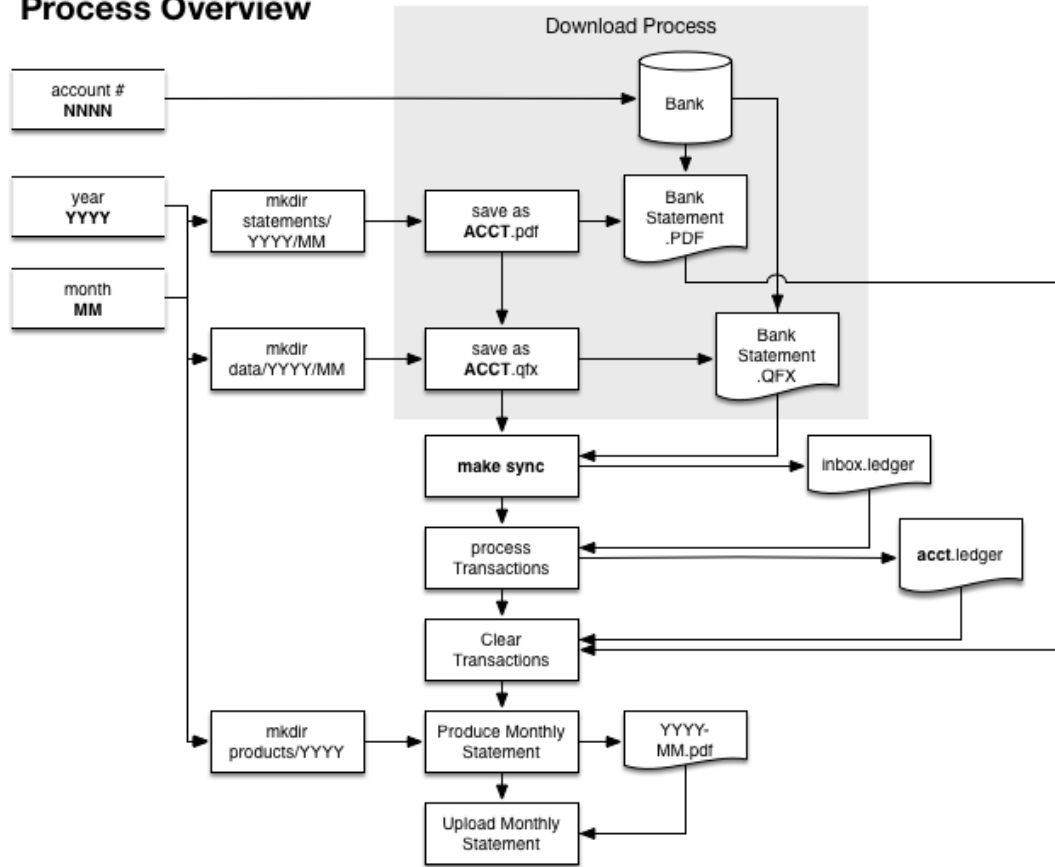 Process Overview
Download Process
account #
NNNN
Bank
year
YYYY
mkdir
statements/
YYYY/MM
save as
ACCT.pdf
Bank
Statement
.PDF
month
MM
mkdir
data/YYYY/MM
save as
ACCT.qfx
Bank
Statement
.QFX
make sync
inbox.ledger
process
Transactions
acct.ledger
Clear
Transactions
mkdir
products/YYYY
Produce Monthly
Statement
YYYY-
MM.pdf
Upload Monthly
Statement